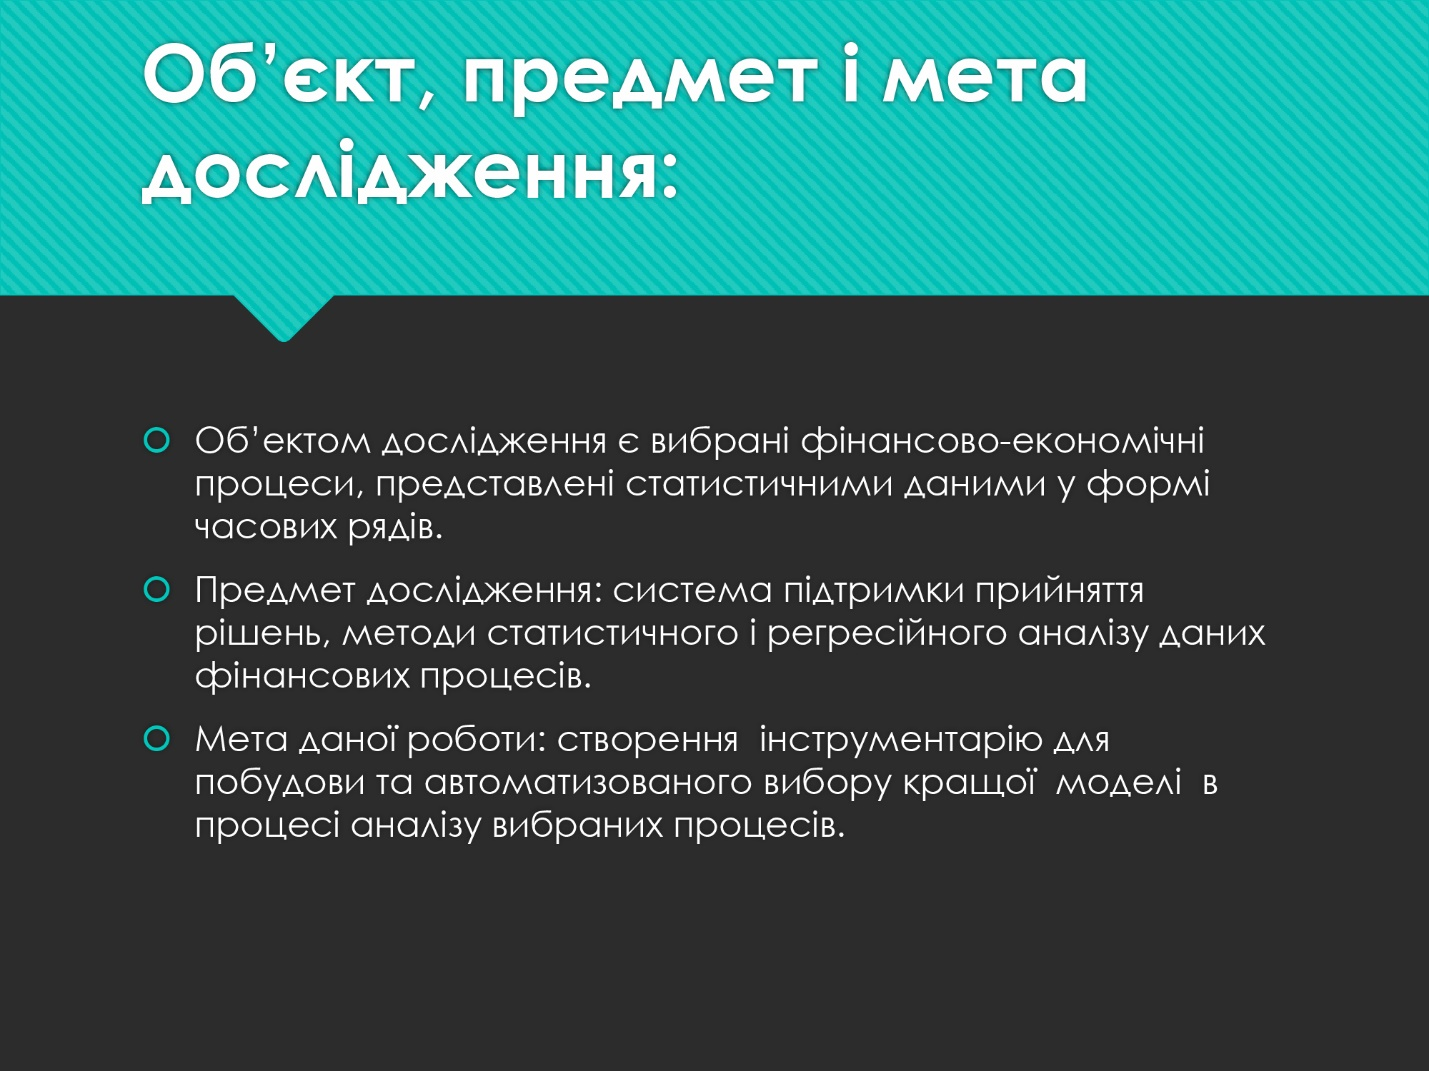 Об’єкт, предмет і мета
дослідження:
Об’ектом дослідження є вибрані фінансово-економічні
процеси, представлені статистичними даними у формі
часових рядів.
Предмет дослідження: система підтримки прийняття
рішень, методи статистичного і регресійного аналізу даних
фінансових процесів.
Мета даної роботи: створення  інструментарію для
побудови та автоматизованого вибору кращої  моделі  в
процесі аналізу вибраних процесів.